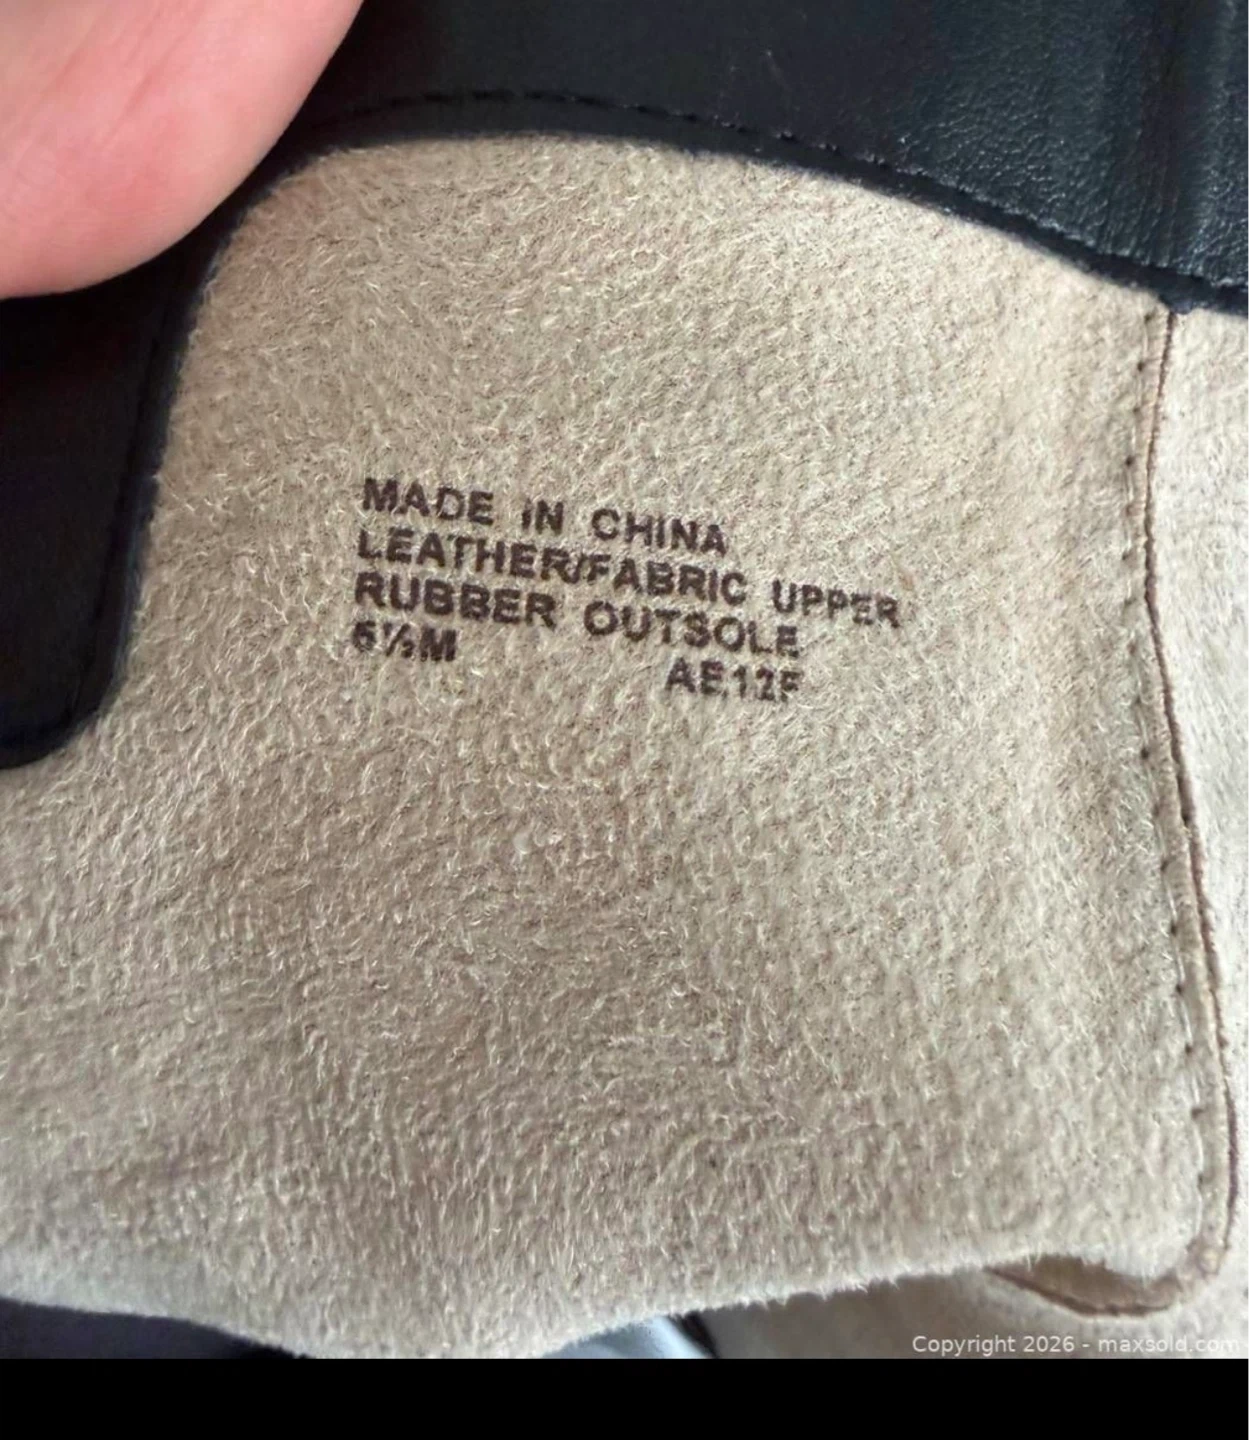 MADE IN CHINA
LEATHER/FABRIC UPPER
RUBBER OUTSOLE
6½M
AE12F
Copyright 2026 - maxsold.com